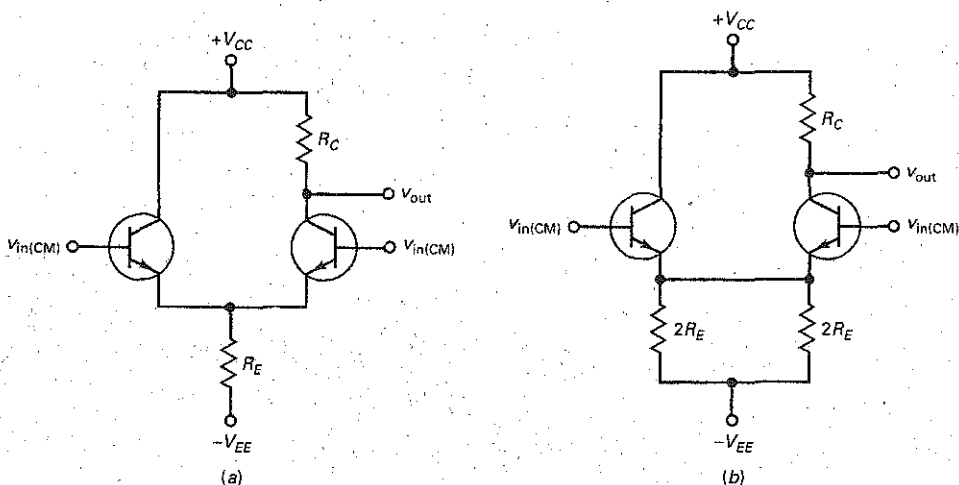 +V_CC
R_C
v_out
v_in(CM)
v_in(CM)
R_E
−V_EE
(a)
+V_CC
R_C
v_out
v_in(CM)
v_in(CM)
2R_E
2R_E
−V_EE
(b)